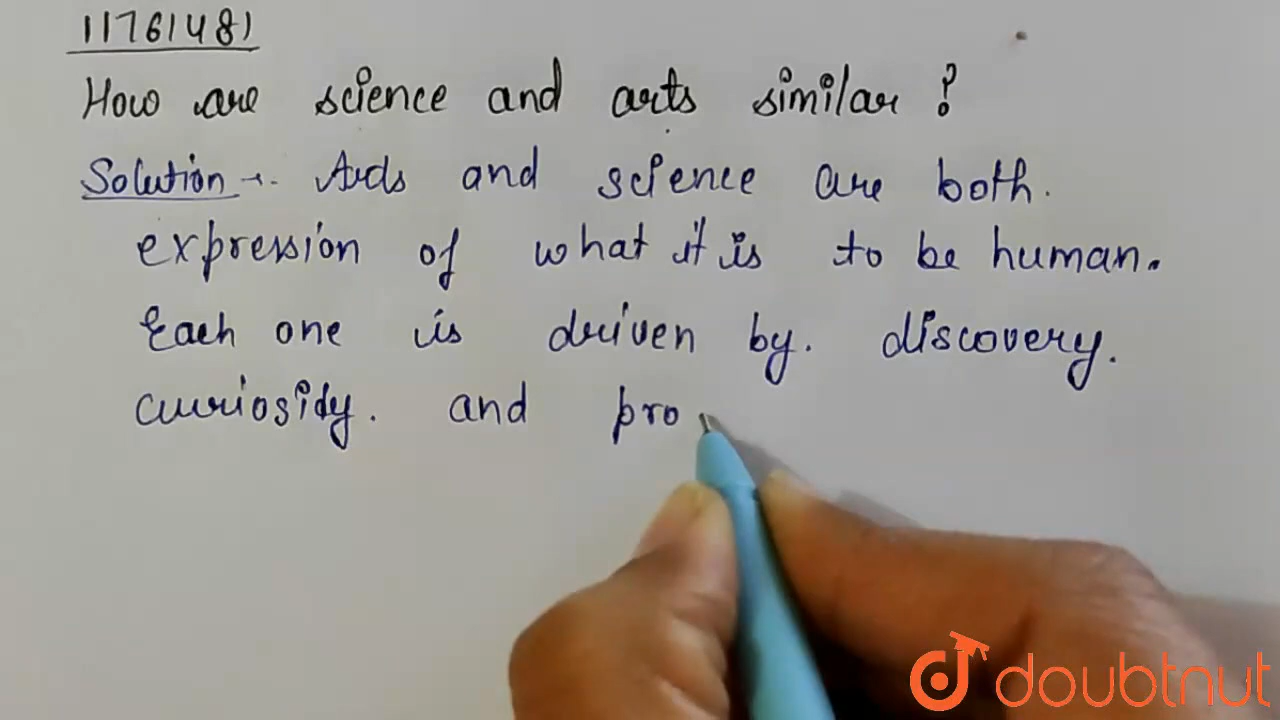 11761481
How are science and arts similar ?
Solution :- Arts and science are both.
expression of what it is to be human.
Each one is driven by. discovery.
curiosity. and pro
doubtnut